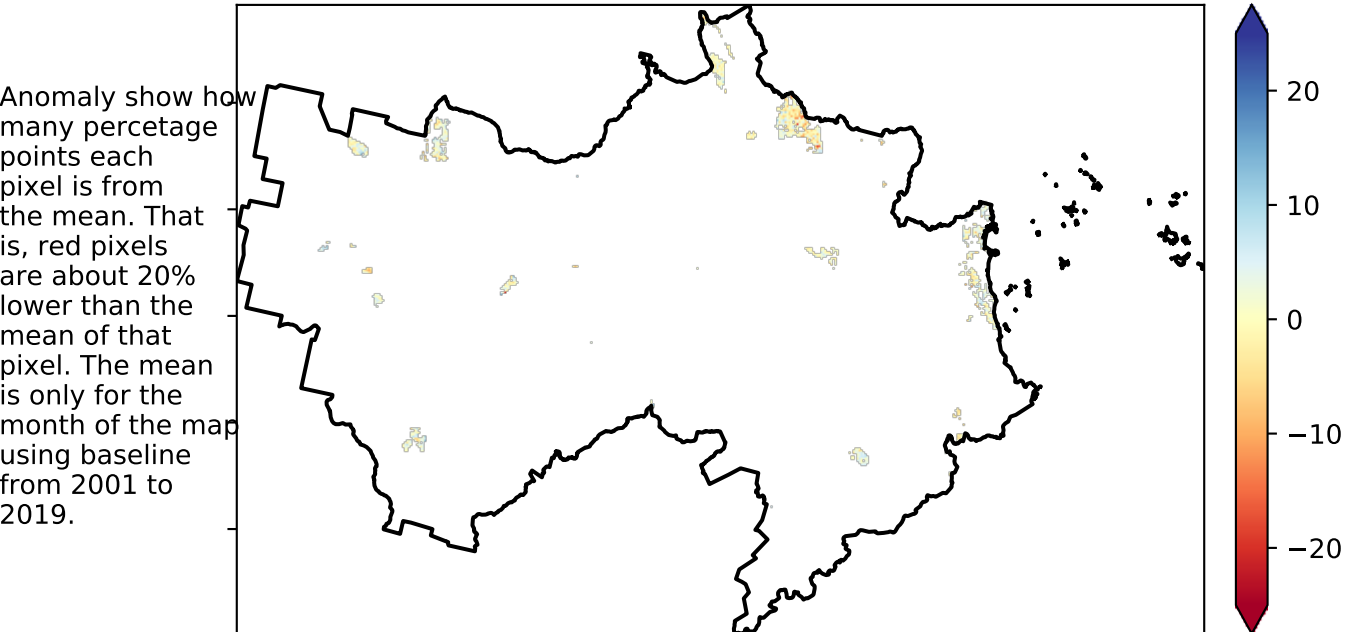 Anomaly show how
many percetage
points each
pixel is from
the mean. That
is, red pixels
are about 20%
lower than the
mean of that
pixel. The mean
is only for the
month of the map
using baseline
from 2001 to
2019.
20
10
0
−10
−20